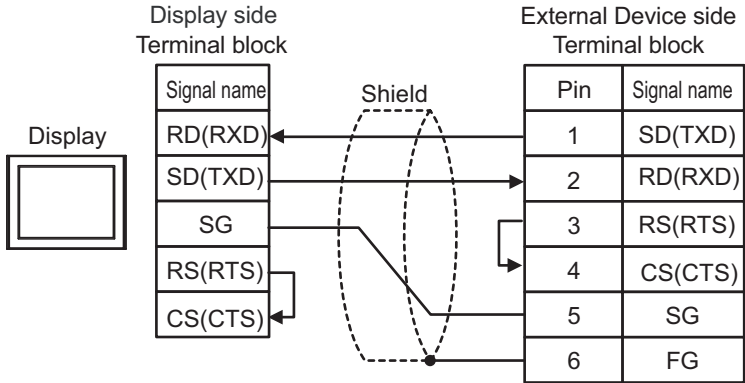 Display side
Terminal block
External Device side
Terminal block
Signal name
Shield
Pin
Signal name
Display
RD(RXD)
1
SD(TXD)
SD(TXD)
2
RD(RXD)
SG
3
RS(RTS)
RS(RTS)
4
CS(CTS)
CS(CTS)
5
SG
6
FG